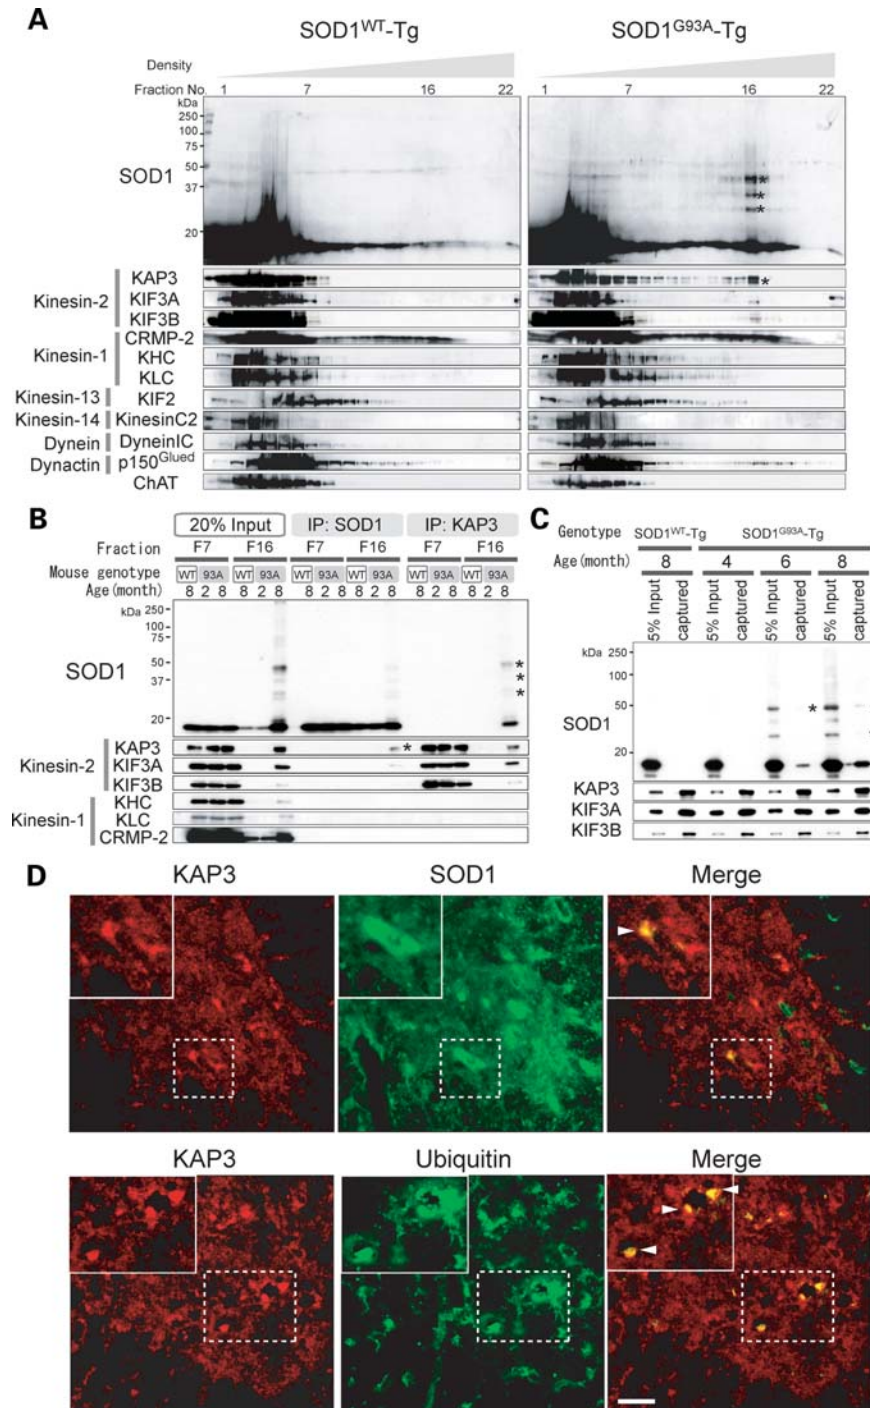 A
SOD1WT-Tg SOD1G93A-Tg
Density
Fraction No. 1 7 16 22 1 7 16 22
kDa
250
100
75
50
SOD1
37
20
*
*
*
KAP3
*
Kinesin-2 KIF3A
KIF3B
CRMP-2
Kinesin-1 KHC
KLC
Kinesin-13 KIF2
Kinesin-14 KinesinC2
Dynein DyneinIC
Dynactin p150Glued
ChAT
B
20% Input IP: SOD1 IP: KAP3
Fraction F7 F16 F7 F16 F7 F16
Mouse genotype WT 93A WT 93A WT 93A WT 93A WT 93A WT 93A
Age(month) 8 2 8 8 2 8 8 2 8 8 2 8 8 2 8 8 2 8
kDa 250
100
75
50
SOD1
37
20
*
*
*
KAP3 *
Kinesin-2 KIF3A
KIF3B
KHC
Kinesin-1 KLC
CRMP-2
C
Genotype SOD1WT-Tg SOD1G93A-Tg
Age(month) 8 4 6 8
5% Input captured 5% Input captured 5% Input captured 5% Input captured
kDa 250
100
50 *
SOD1
20
KAP3
KIF3A
KIF3B
D
KAP3 SOD1 Merge
KAP3 Ubiquitin Merge